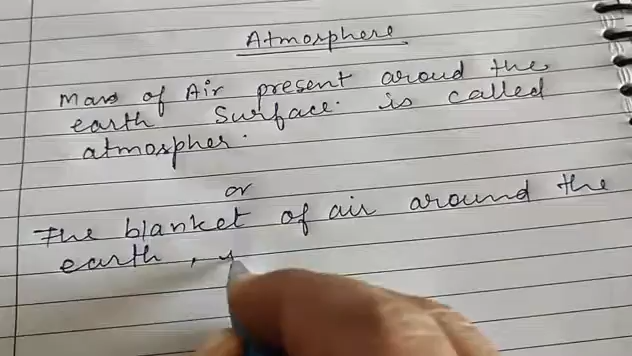 Atmosphere
Mass of Air present aroud the
earth Surface. is called
atmospher.
or
The blanket of air around the
earth,